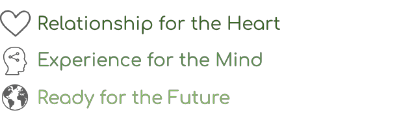 Relationship for the Heart
Experience for the Mind
Ready for the Future